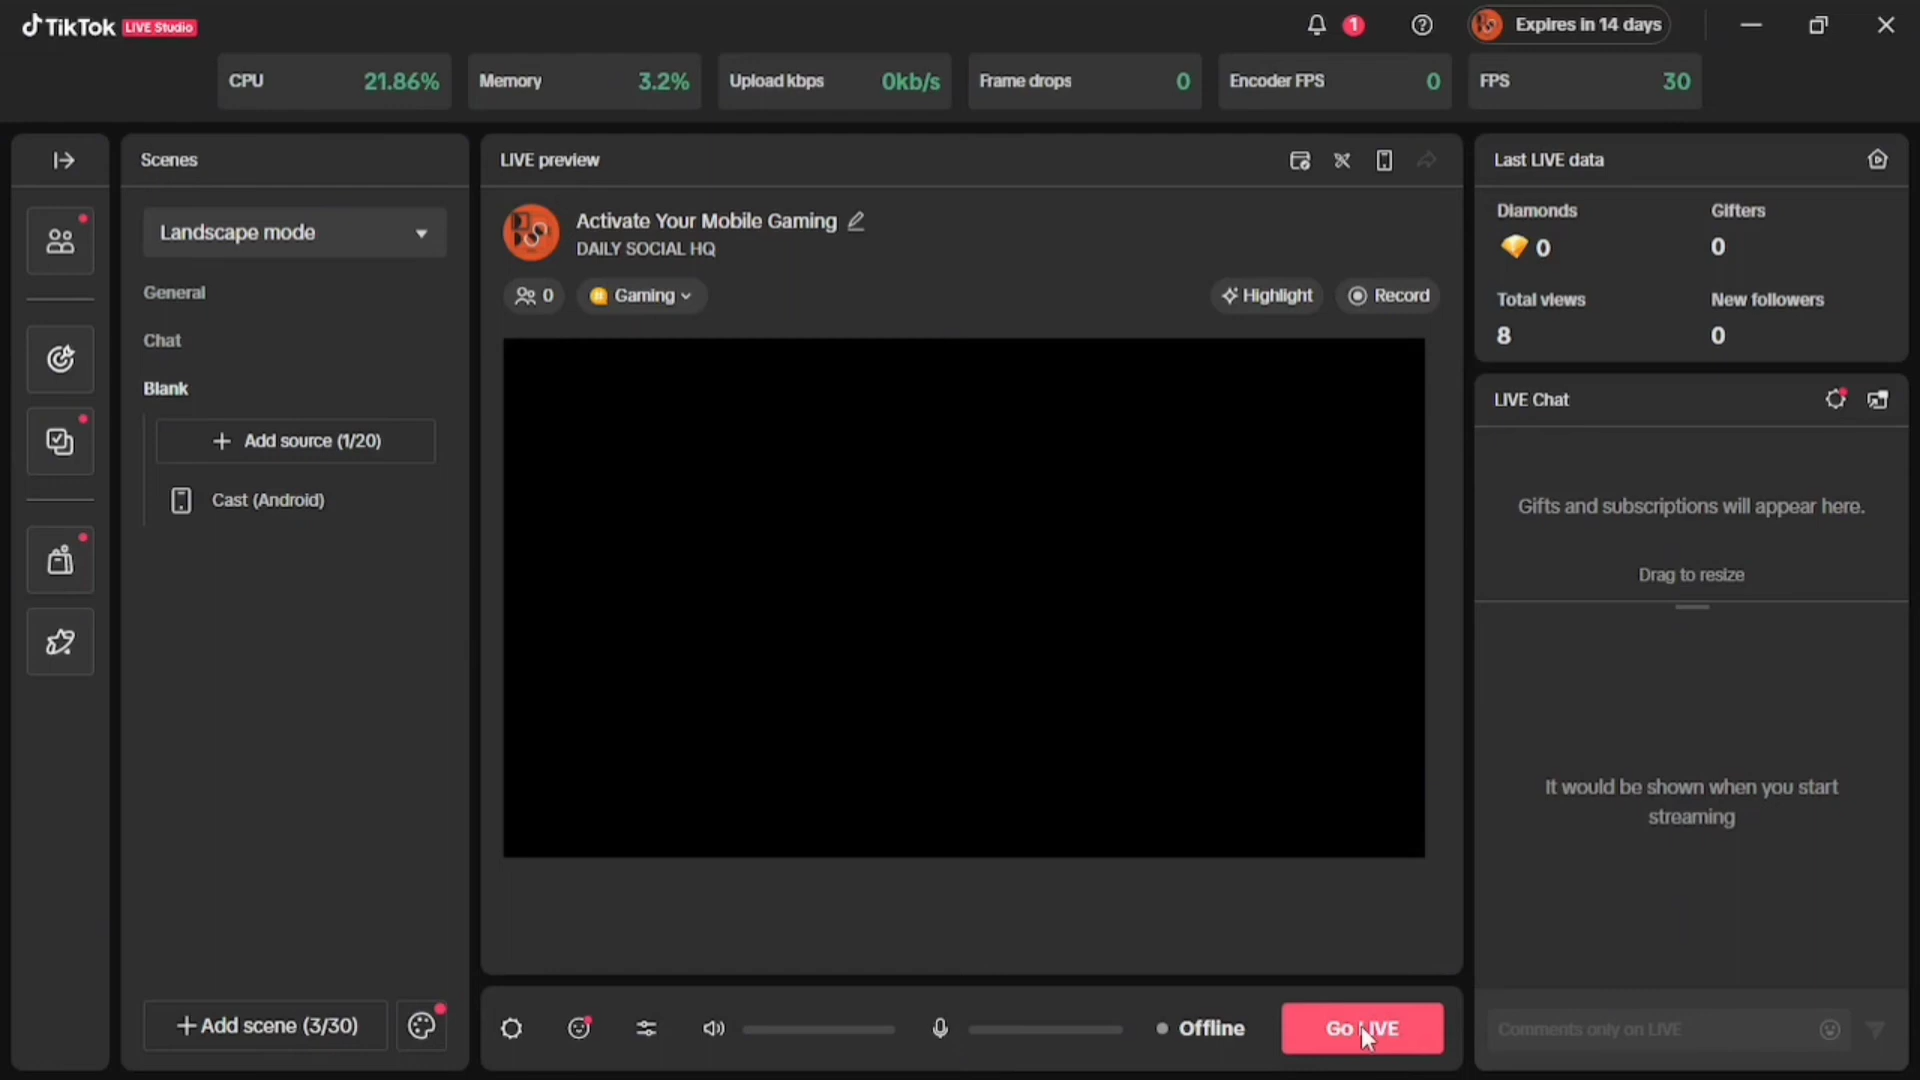 TikTok LIVE Studio
1
Expires in 14 days
CPU 21.86%
Memory 3.2%
Upload kbps 0kb/s
Frame drops 0
Encoder FPS 0
FPS 30
Scenes
Landscape mode
General
Chat
Blank
+ Add source (1/20)
Cast (Android)
+ Add scene (3/30)
LIVE preview
Activate Your Mobile Gaming
DAILY SOCIAL HQ
0
Gaming
Highlight
Record
Offline
Go LIVE
Last LIVE data
Diamonds Gifters
0 0
Total views New followers
8 0
LIVE Chat
Gifts and subscriptions will appear here.
Drag to resize
It would be shown when you start
streaming
Comments only on LIVE